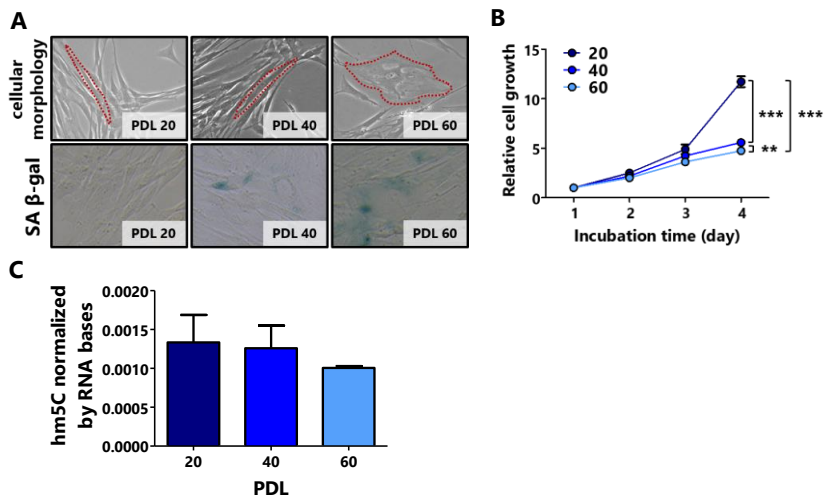 A
cellular
morphology
PDL 20
PDL 40
PDL 60
SA β-gal
PDL 20
PDL 40
PDL 60
B
Relative cell growth
15
10
5
0
20
40
60
***
***
**
1 2 3 4
Incubation time (day)
C
hm5C normalized
by RNA bases
0.0020
0.0015
0.0010
0.0005
0.0000
20 40 60
PDL